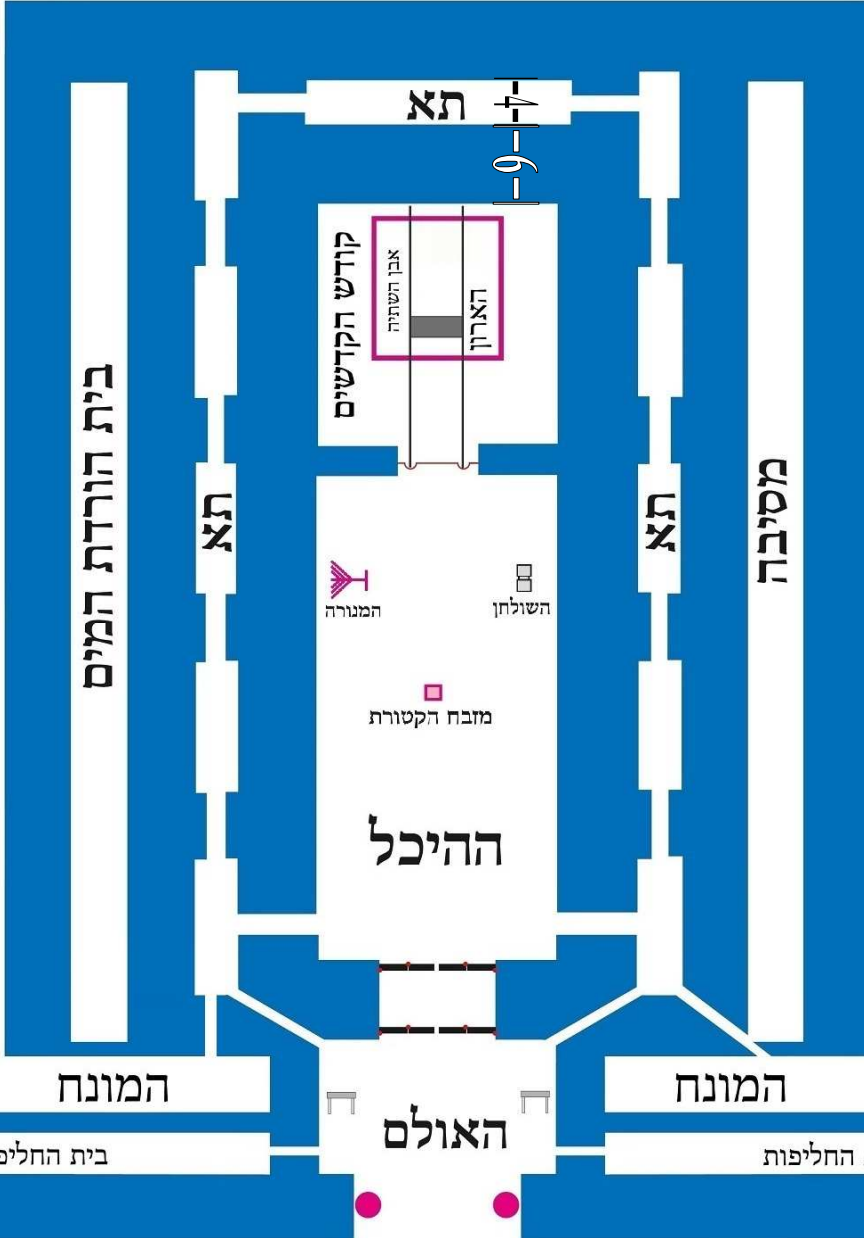 תא
4
6
קודש הקדשים
אבן השתיה
הארון
בית הורדת המים
תא
תא
מסיבה
המנורה
השולחן
מזבח הקטורת
ההיכל
המונח
המונח
האולם
בית החליפ
החליפות